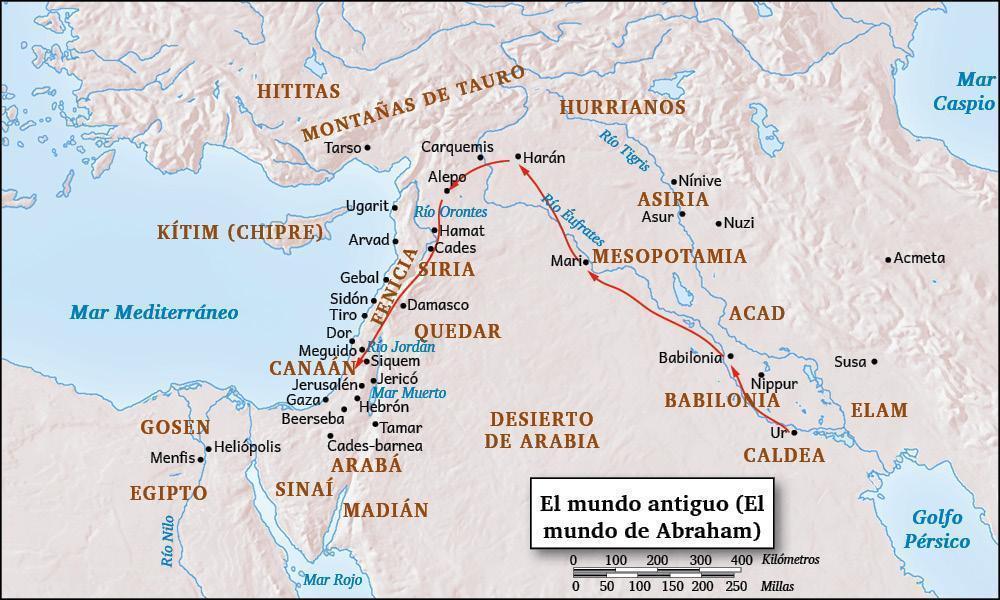 HITITAS
MONTAÑAS DE TAURO
HURRIANOS
Mar
Caspio
Tarso
Carquemis
Harán
Río Tigris
Alepo
Nínive
ASIRIA
Ugarit
Río Orontes
Río Éufrates
Asur
Nuzi
KÍTIM (CHIPRE)
Arvad
Hamat
Cades
Mari
MESOPOTAMIA
Acmeta
SIRIA
Gebal
FENICIA
Sidón
Damasco
Mar Mediterráneo
Tiro
ACAD
Dor
QUEDAR
Meguido
Río Jordán
Babilonia
Susa
CANAÁN
Siquem
Jerusalén
Jericó
Nippur
Mar Muerto
Gaza
Hebrón
BABILONIA
ELAM
Beerseba
Tamar
DESIERTO
DE ARABIA
GOSEN
Ur
Heliópolis
Cades-barnea
CALDEA
Menfis
ARABÁ
EGIPTO
SINAÍ
MADIÁN
El mundo antiguo (El
mundo de Abraham)
Golfo
Pérsico
Río Nilo
Mar Rojo
0 100 200 300 400 Kilómetros
0 50 100 150 200 250 Millas